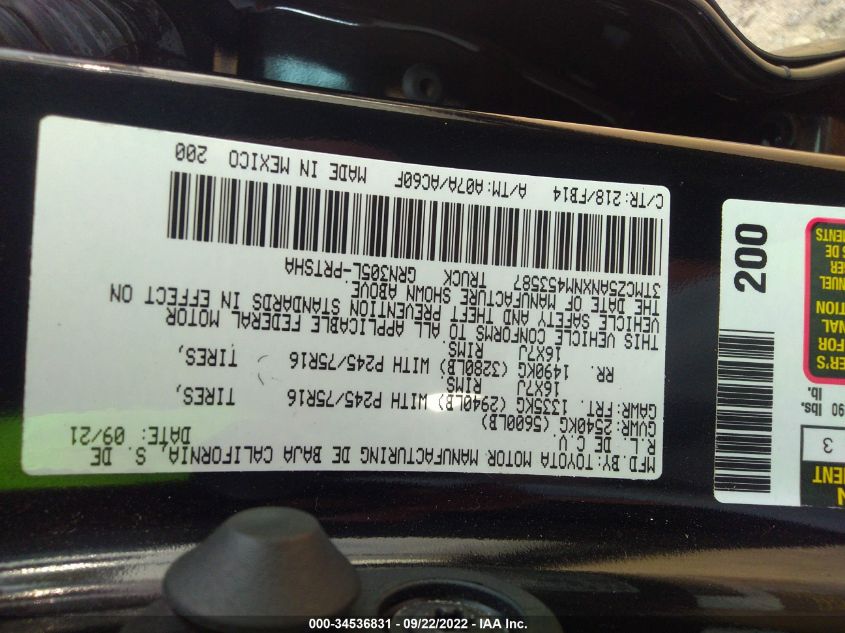 MFD. BY: TOYOTA MOTOR MANUFACTURING DE BAJA CALIFORNIA, S. DE
R.L. DE C.V. DATE: 09/21
GVWR: 2540KG (5600LB)
GAWR: FRT. 1335KG (2940LB) WITH P245/75R16 TIRES,
16X7J RIMS
RR. 1490KG (3280LB) WITH P245/75R16 TIRES,
16X7J RIMS
THIS VEHICLE CONFORMS TO ALL APPLICABLE FEDERAL MOTOR
VEHICLE SAFETY AND THEFT PREVENTION STANDARDS IN EFFECT ON
THE DATE OF MANUFACTURE SHOWN ABOVE.
3TMCZ5ANXNM453587 TRUCK GRN305L-PRTSHA
C/TR: 218/FB14 A/TM: A07A/AC60F MADE IN MEXICO 200
200
3
lbs.
lb.
000-34536831 - 09/22/2022 - IAA Inc.